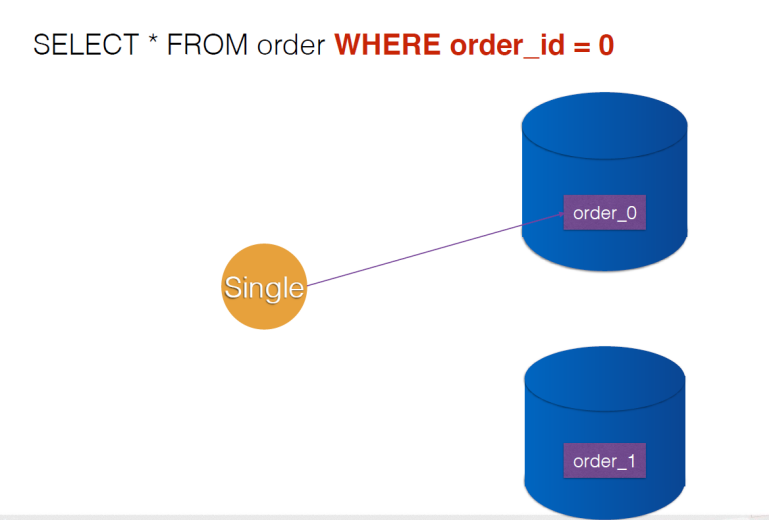 SELECT * FROM order WHERE order_id = 0
order_0
Single
order_1